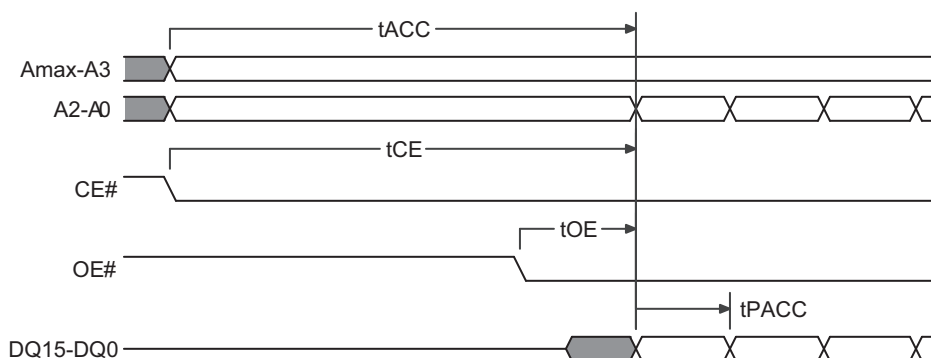 tACC
Amax-A3
A2-A0
tCE
CE#
tOE
OE#
tPACC
DQ15-DQ0